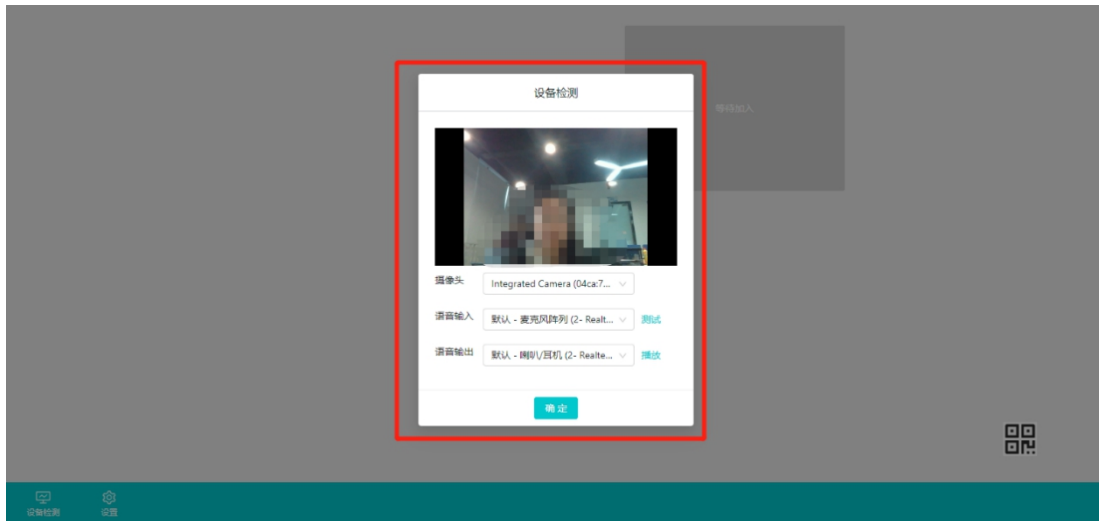 设备检测
等待加入
摄像头 Integrated Camera (04ca:7...
语音输入 默认 - 麦克风阵列 (2- Realt... 测试
语音输出 默认 - 喇叭/耳机 (2- Realte... 播放
确定
设备检测 设置